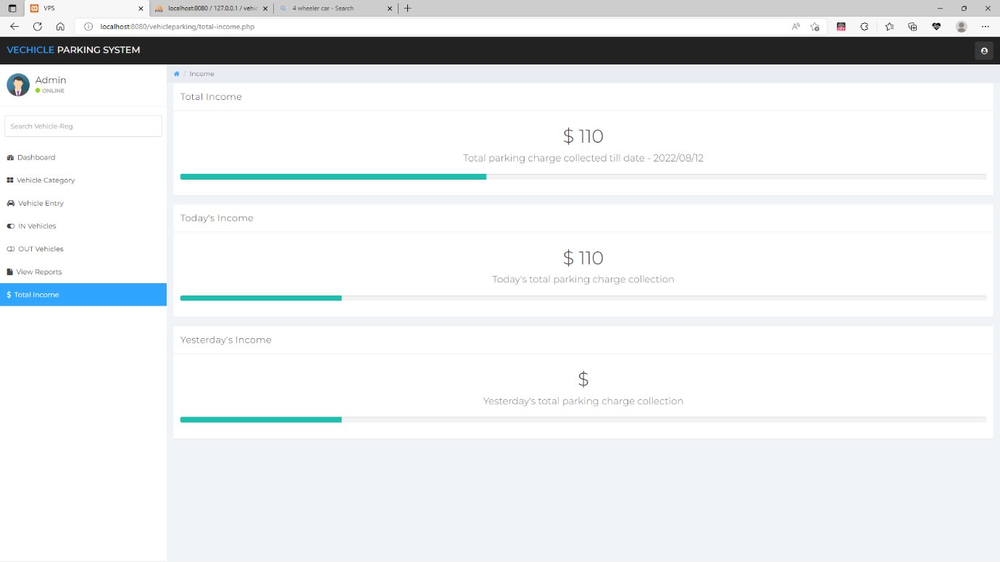 VPS
localhost:8080 / 127.0.0.1 / vehic
4 wheeler car - Search
localhost:8080/vehicleparking/total-income.php
VECHICLE PARKING SYSTEM
Admin
ONLINE
Search Vehicle-Reg
Dashboard
Vehicle Category
Vehicle Entry
IN Vehicles
OUT Vehicles
View Reports
$ Total Income
/ Income
Total Income
$ 110
Total parking charge collected till date - 2022/08/12
Today's Income
$ 110
Today's total parking charge collection
Yesterday's Income
$
Yesterday's total parking charge collection